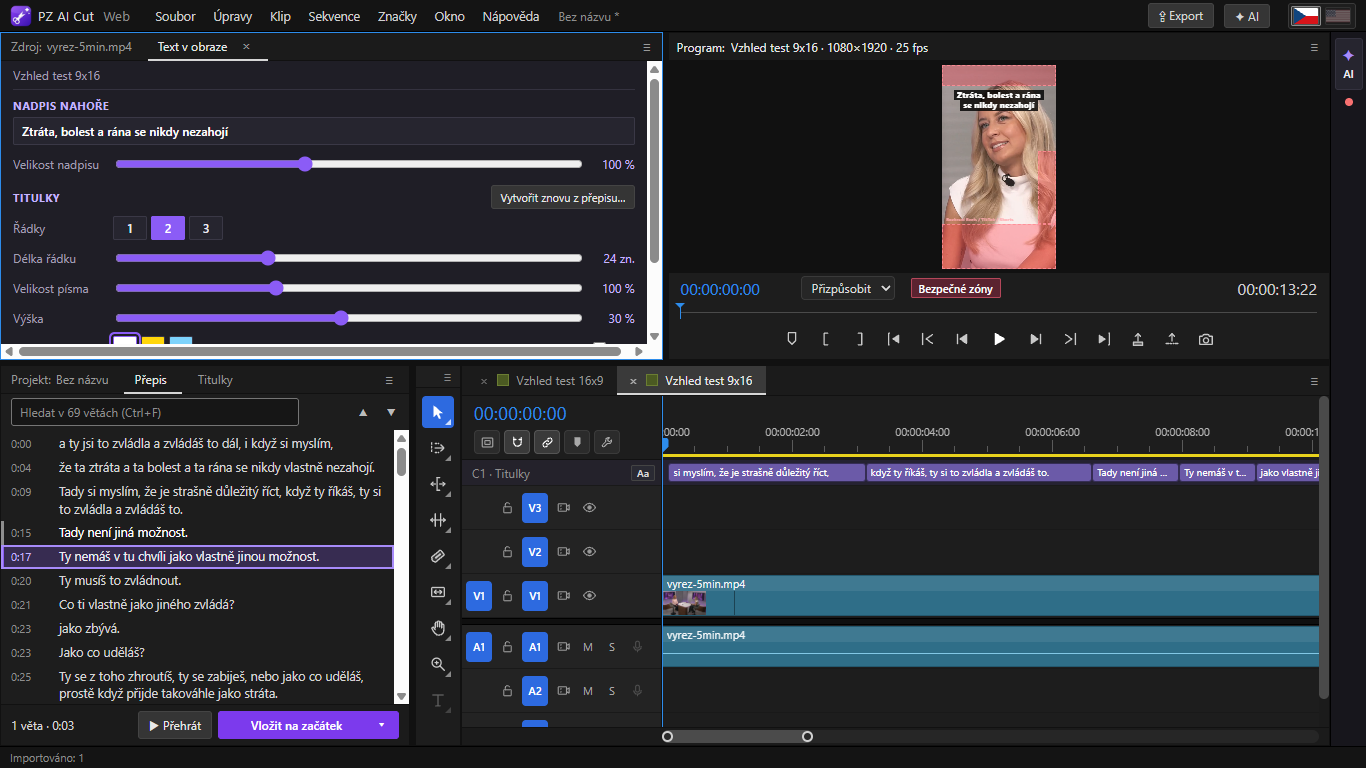 PZ AI Cut Web Soubor Úpravy Klip Sekvence Značky Okno Nápověda Bez názvu * Export AI
Zdroj: vyrez-5min.mp4 Text v obraze ×
Vzhled test 9x16
NADPIS NAHOŘE
Ztráta, bolest a rána se nikdy nezahojí
Velikost nadpisu 100 %
TITULKY Vytvořit znovu z přepisu...
Řádky 1 2 3
Délka řádku 24 zn.
Velikost písma 100 %
Výška 30 %
Program: Vzhled test 9x16 · 1080×1920 · 25 fps
Ztráta, bolest a rána
se nikdy nezahojí
00:00:00:00 Přizpůsobit Bezpečné zóny 00:00:13:22
AI
Projekt: Bez názvu Přepis Titulky
Hledat v 69 větách (Ctrl+F)
0:00 a ty jsi to zvládla a zvládáš to dál, i když si myslím,
0:04 že ta ztráta a ta bolest a ta rána se nikdy vlastně nezahojí.
0:09 Tady si myslím, že je strašně důležitý říct, když ty říkáš, ty si
to zvládla a zvládáš to.
0:15 Tady není jiná možnost.
0:17 Ty nemáš v tu chvíli jako vlastně jinou možnost.
0:20 Ty musíš to zvládnout.
0:21 Co ti vlastně jako jiného zvládá?
0:23 jako zbývá.
0:23 Jako co uděláš?
0:25 Ty se z toho zhroutíš, ty se zabiješ, nebo jako co uděláš,
prostě když přijde takováhle jako stráta.
1 věta · 0:03 Přehrát Vložit na začátek
× Vzhled test 16x9 × Vzhled test 9x16
00:00:00:00
:00:00 00:00:02:00 00:00:04:00 00:00:06:00 00:00:08:00 00:00:1
C1 · Titulky Aa si myslím, že je strašně důležitý říct, když ty říkáš, ty si to zvládla a zvládáš to. Tady není jiná ... Ty nemáš v t... jako vlastně ji
V3
V2
V1 V1 vyrez-5min.mp4
A1 A1 M S vyrez-5min.mp4
A2 M S
Importováno: 1